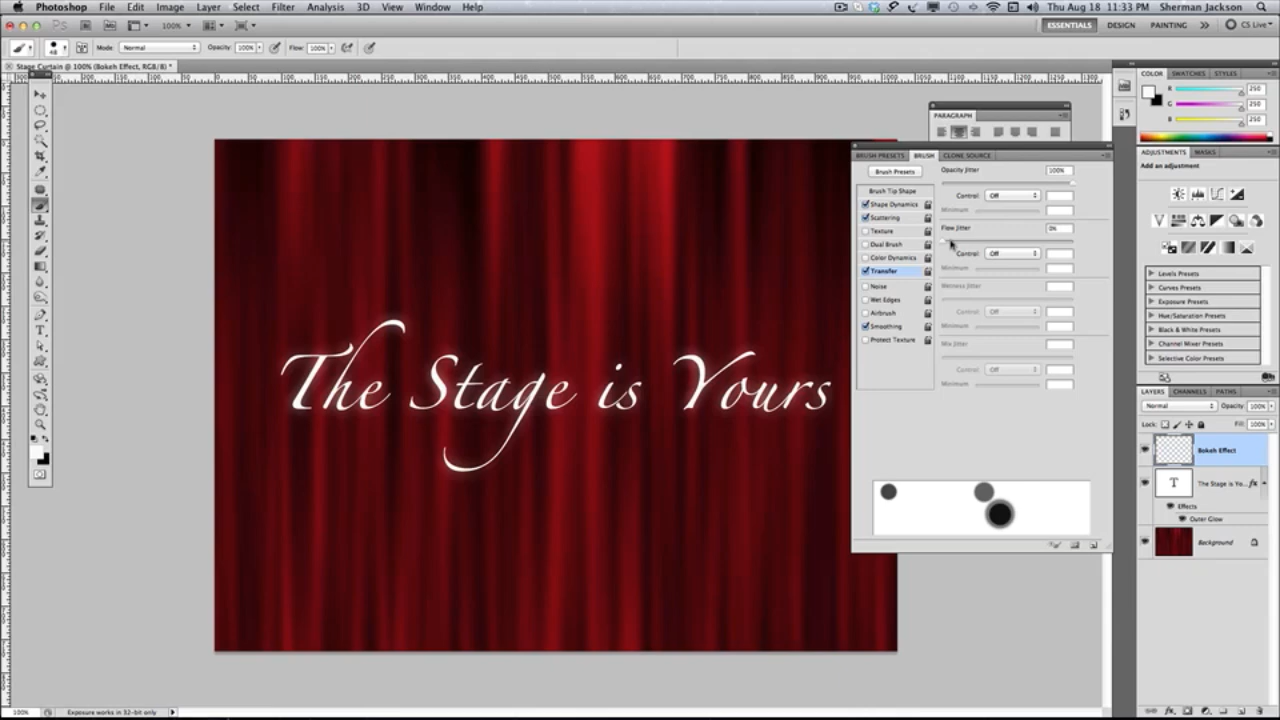 Photoshop File Edit Image Layer Select Filter Analysis 3D View Window Help Thu Aug 18 11:33 PM Sherman Jackson
Ps Br Mb 100% ESSENTIALS DESIGN PAINTING CS Live
48 Mode: Normal Opacity: 100% Flow: 100%
Stage Curtain @ 100% (Bokeh Effect, RGB/8) *
COLOR SWATCHES STYLES
R 250
G 250
B 250
PARAGRAPH
BRUSH PRESETS BRUSH CLONE SOURCE
Brush Presets Opacity Jitter 100%
Brush Tip Shape Control: Off
Shape Dynamics Minimum
Scattering
Texture Flow Jitter 0%
Dual Brush Control: Off
Color Dynamics Minimum
Transfer
Noise Wetness Jitter
Wet Edges
Airbrush Control: Off
Smoothing Minimum
Protect Texture Mix Jitter
Control: Off
Minimum
ADJUSTMENTS MASKS
Add an adjustment
Levels Presets
Curves Presets
Exposure Presets
Hue/Saturation Presets
Black & White Presets
Channel Mixer Presets
Selective Color Presets
The Stage is Yours
LAYERS CHANNELS PATHS
Normal Opacity: 100%
Lock: Fill: 100%
Bokeh Effect
T The Stage is Yo... fx
Effects
Outer Glow
Background
100% Exposure works in 32-bit only